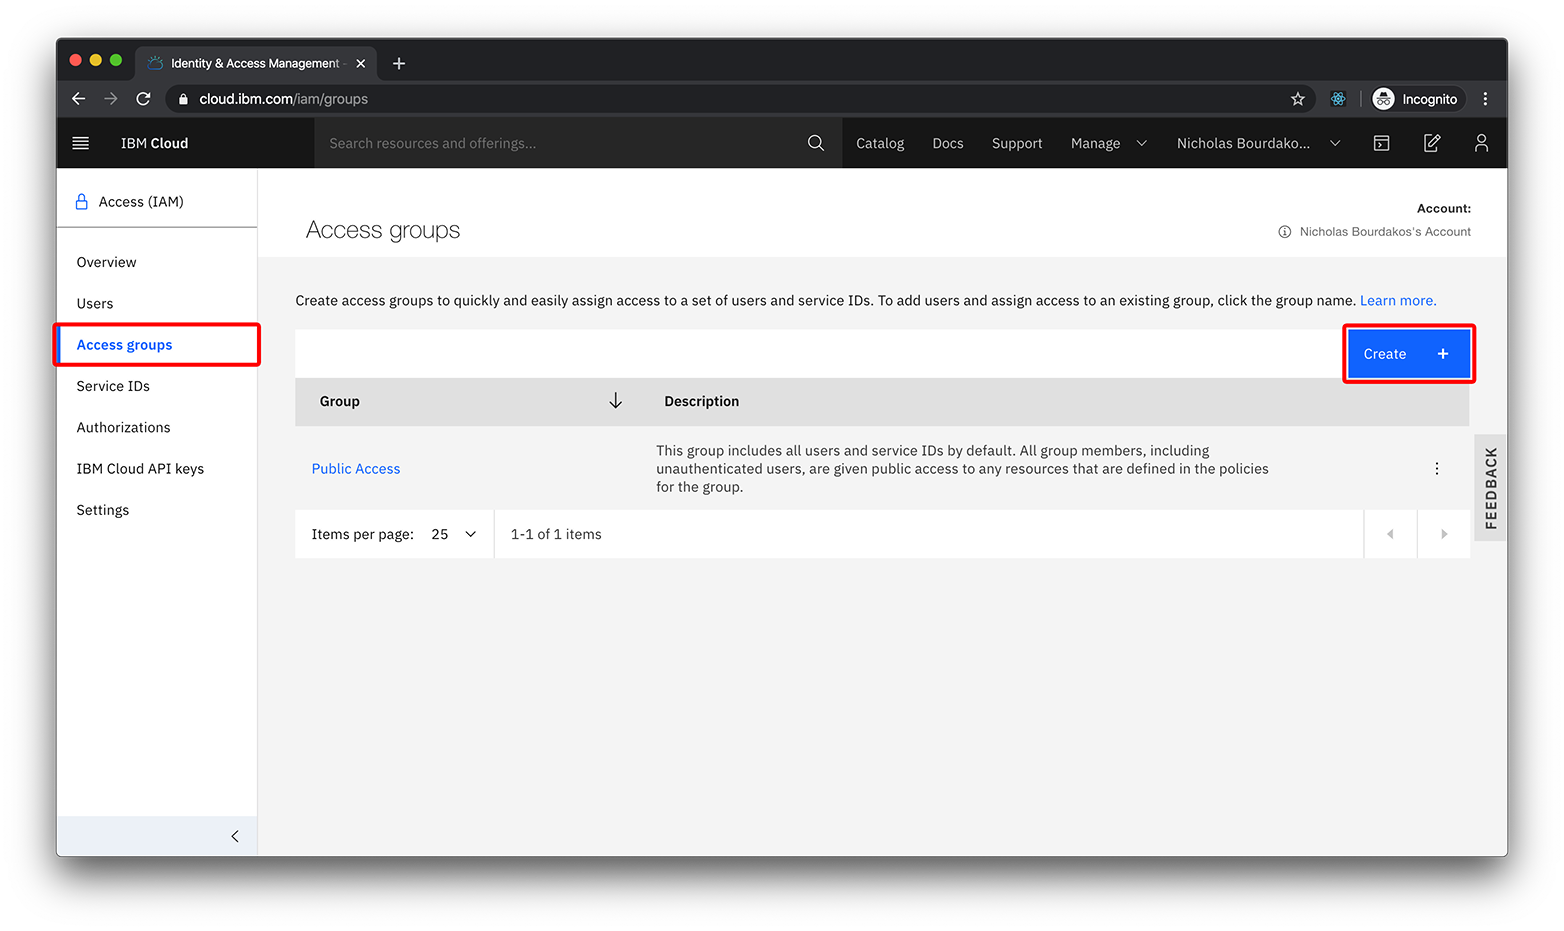 Identity & Access Management -
cloud.ibm.com/iam/groups
Incognito
IBM Cloud
Search resources and offerings...
Catalog
Docs
Support
Manage
Nicholas Bourdako...
Access (IAM)
Overview
Users
Access groups
Service IDs
Authorizations
IBM Cloud API keys
Settings
Access groups
Account:
Nicholas Bourdakos's Account
Create access groups to quickly and easily assign access to a set of users and service IDs. To add users and assign access to an existing group, click the group name. Learn more.
Create +
Group
Description
Public Access
This group includes all users and service IDs by default. All group members, including
unauthenticated users, are given public access to any resources that are defined in the policies
for the group.
Items per page: 25
1-1 of 1 items
FEEDBACK